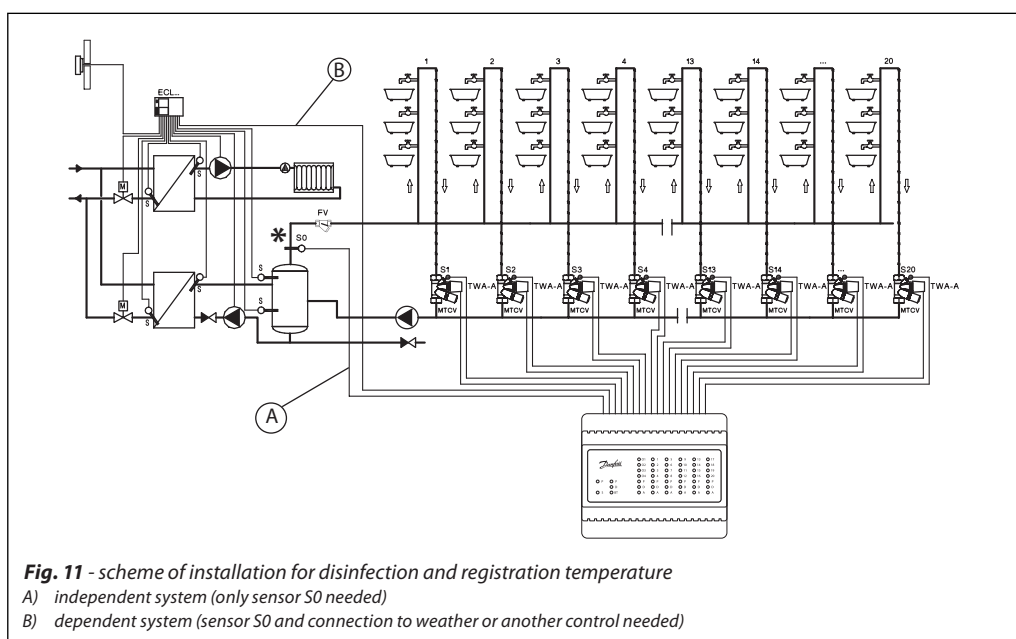 1 2 3 4 13 14 ... 20
B
ECL...
M
S
S
FV
* S0
S
S
M
S
S
S1 S2 S3 S4 S13 S14 ... S20
TWA-A TWA-A TWA-A TWA-A TWA-A TWA-A TWA-A TWA-A
MTCV MTCV MTCV MTCV MTCV MTCV MTCV MTCV
A
Danfoss
Fig. 11 - scheme of installation for disinfection and registration temperature
A) independent system (only sensor S0 needed)
B) dependent system (sensor S0 and connection to weather or another control needed)